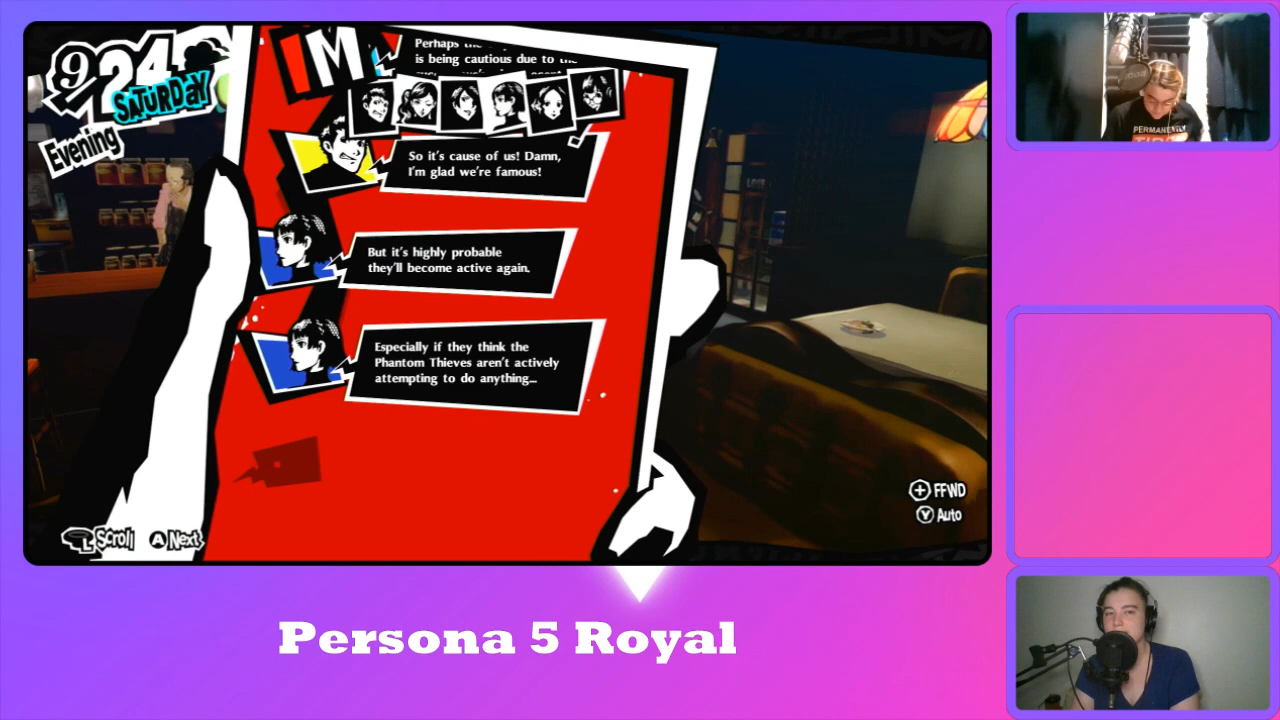 9/24
SATURDAY
Evening
IM
Perhaps
is being cautious due to the
So it's cause of us! Damn,
I'm glad we're famous!
But it's highly probable
they'll become active again.
Especially if they think the
Phantom Thieves aren't actively
attempting to do anything...
FFWD
Y Auto
L Scroll A Next
Persona 5 Royal
PERMANENTLY